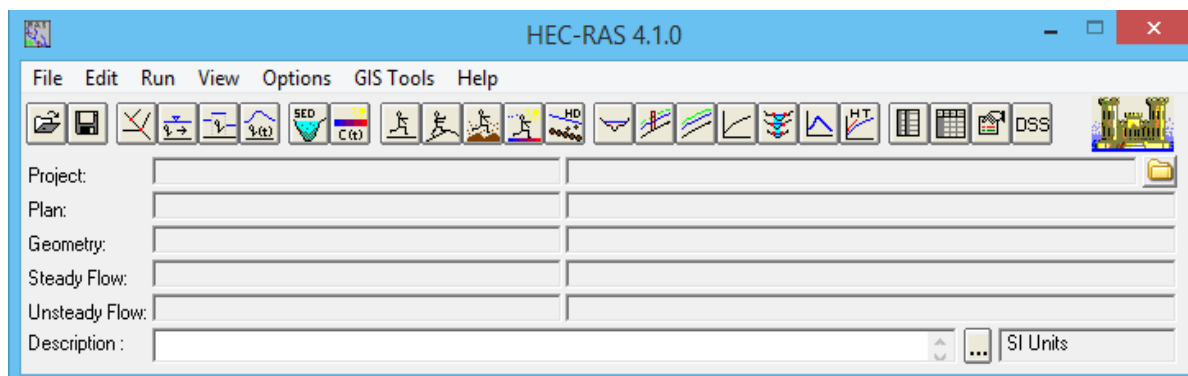 HEC-RAS 4.1.0
File Edit Run View Options GIS Tools Help
SED C(t) HD HT DSS
Project:
Plan:
Geometry:
Steady Flow:
Unsteady Flow:
Description : ... SI Units